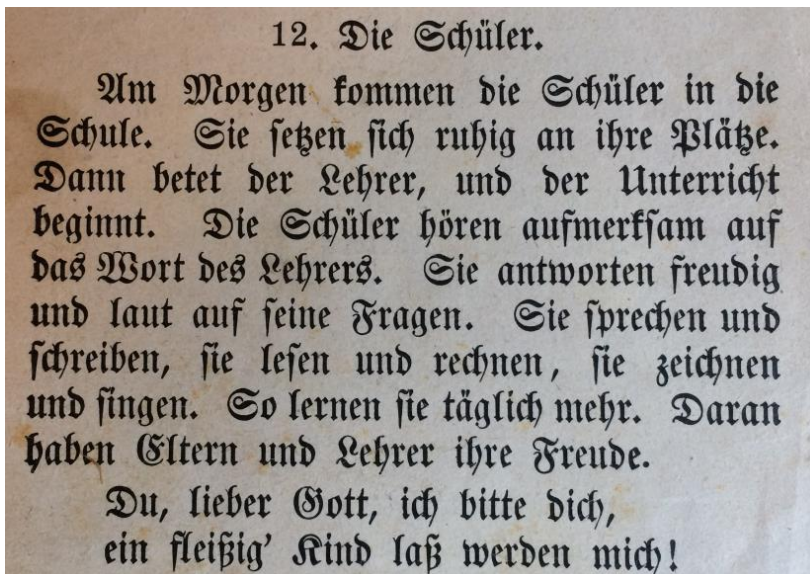 12. Die Schüler.
Am Morgen kommen die Schüler in die
Schule. Sie setzen sich ruhig an ihre Plätze.
Dann betet der Lehrer, und der Unterricht
beginnt. Die Schüler hören aufmerksam auf
das Wort des Lehrers. Sie antworten freudig
und laut auf seine Fragen. Sie sprechen und
schreiben, sie lesen und rechnen, sie zeichnen
und singen. So lernen sie täglich mehr. Daran
haben Eltern und Lehrer ihre Freude.
Du, lieber Gott, ich bitte dich,
ein fleißig' Kind laß werden mich!